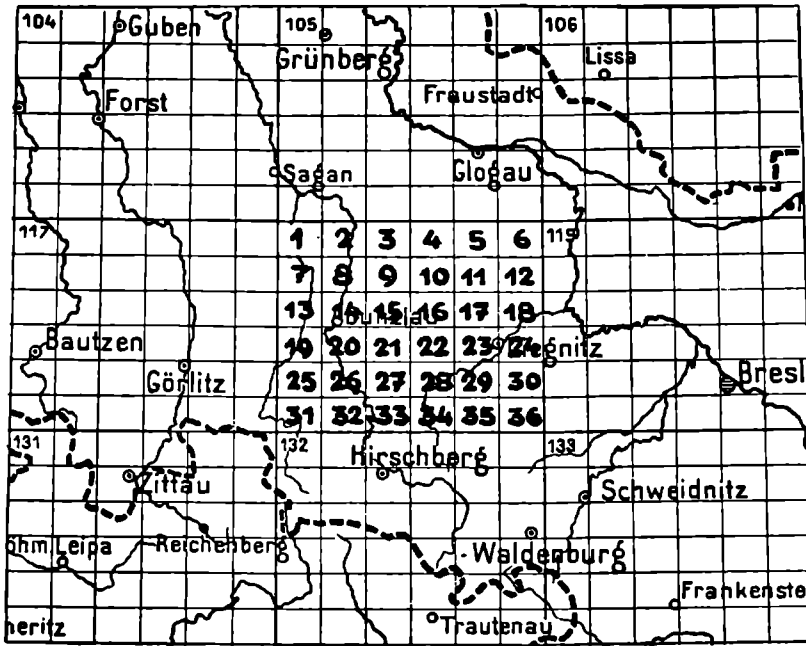 104 Guben 105 106
Grünberg Lissa
Forst Fraustadt
Sagan Glogau
117 1 2 3 4 5 6 115
7 8 9 10 11 12
13 14 15 16 17 18
Bunzlau
Bautzen 19 20 21 22 23 24 Liegnitz
Görlitz 25 26 27 28 29 30 Bresl
31 32 33 34 35 36
131 132 133
Zittau Hirschberg Schweidnitz
öhm.Leipa Reichenberg Waldenburg
Frankenste
meritz Trautenau